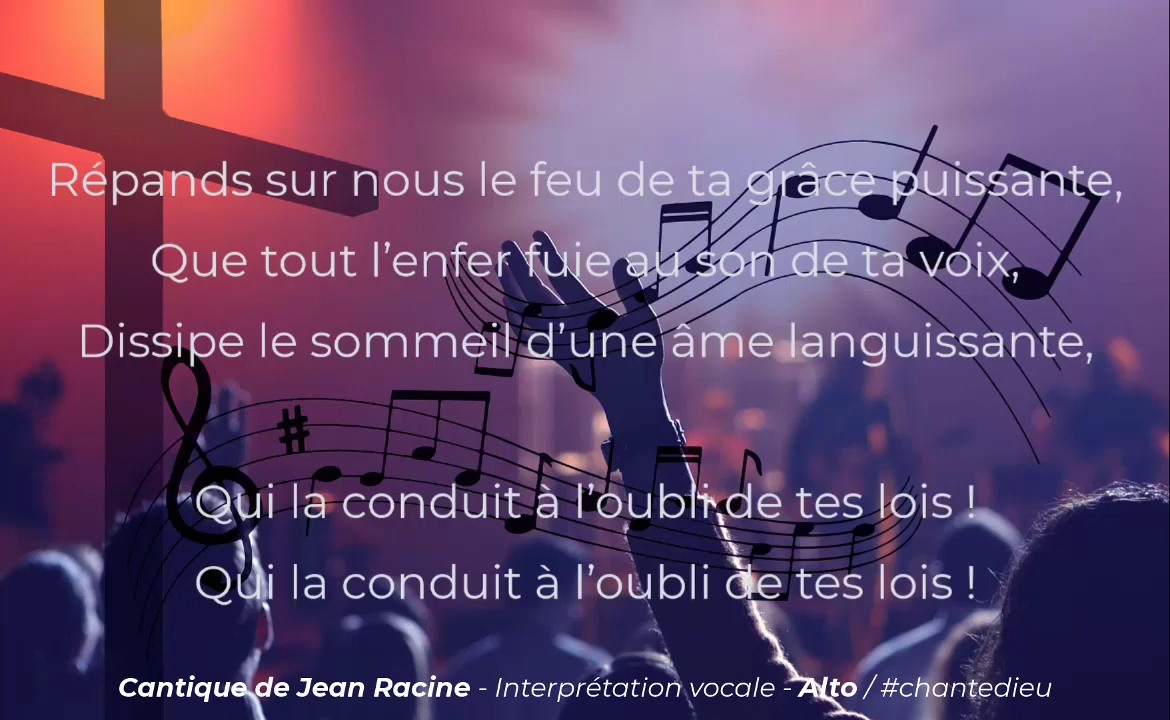 Répands sur nous le feu de ta grâce puissante,
Que tout l’enfer fuie au son de ta voix,
Dissipe le sommeil d’une âme languissante,
Qui la conduit à l’oubli de tes lois !
Qui la conduit à l’oubli de tes lois !
Cantique de Jean Racine - Interprétation vocale - Alto / #chantedieu